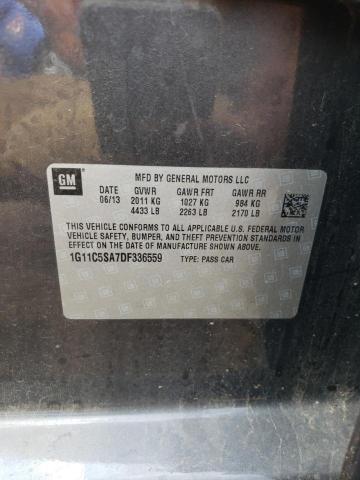 GM
MFD BY GENERAL MOTORS LLC
DATE GVWR GAWR FRT GAWR RR
06/13 2011 KG 1027 KG 984 KG
4433 LB 2263 LB 2170 LB
THIS VEHICLE CONFORMS TO ALL APPLICABLE U.S. FEDERAL MOTOR
VEHICLE SAFETY, BUMPER, AND THEFT PREVENTION STANDARDS IN
EFFECT ON THE DATE OF MANUFACTURE SHOWN ABOVE.
1G11C5SA7DF336559 TYPE: PASS CAR